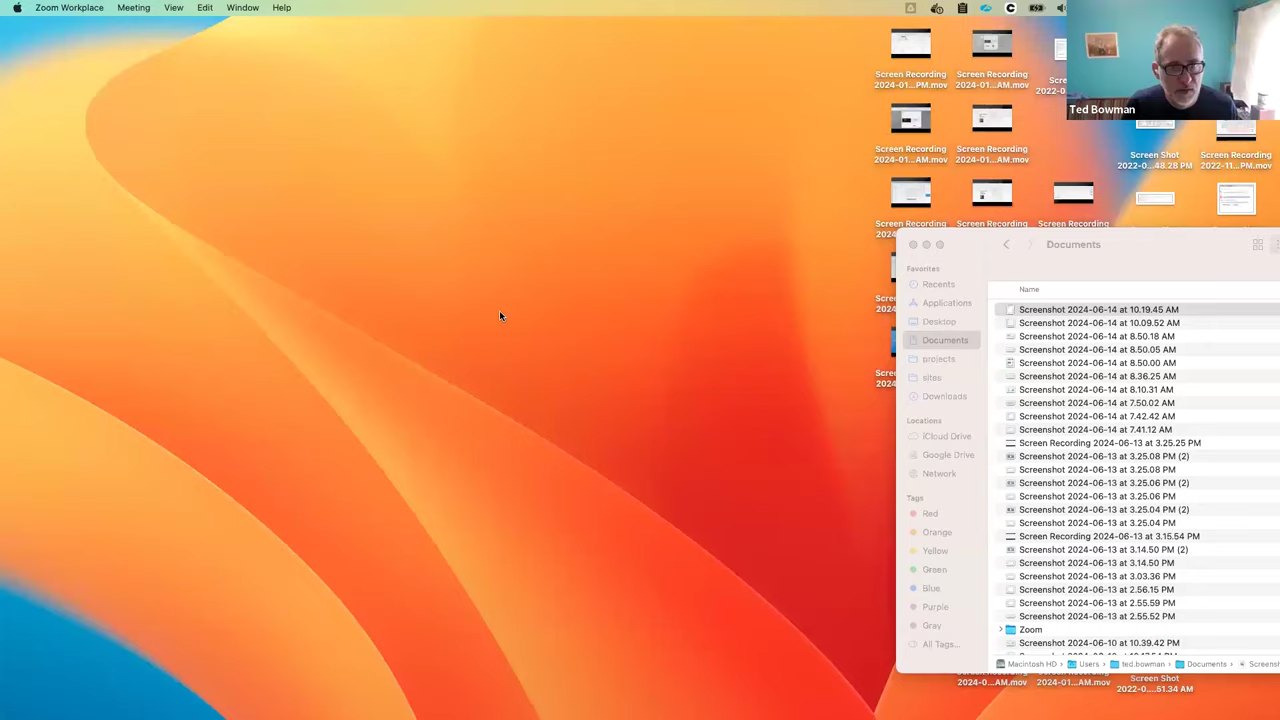 Zoom Workplace Meeting View Edit Window Help
Ted Bowman
Screen Recording
2024-01...PM.mov
Screen Recording
2024-01...AM.mov
Scre
2022-0
Screen Recording
2024-01...AM.mov
Screen Recording
2024-01...AM.mov
Screen Shot
2022-0...48.28 PM
Screen Recording
2022-11...PM.mov
Screen Recording
2024
Screen Recording
Screen Recording
Scre
2024
Scre
2024
Documents
Favorites
Recents
Applications
Desktop
Documents
projects
sites
Downloads
Locations
iCloud Drive
Google Drive
Network
Tags
Red
Orange
Yellow
Green
Blue
Purple
Gray
All Tags...
Name
Screenshot 2024-06-14 at 10.19.45 AM
Screenshot 2024-06-14 at 10.09.52 AM
Screenshot 2024-06-14 at 8.50.18 AM
Screenshot 2024-06-14 at 8.50.05 AM
Screenshot 2024-06-14 at 8.50.00 AM
Screenshot 2024-06-14 at 8.36.25 AM
Screenshot 2024-06-14 at 8.10.31 AM
Screenshot 2024-06-14 at 7.50.02 AM
Screenshot 2024-06-14 at 7.42.42 AM
Screenshot 2024-06-14 at 7.41.12 AM
Screen Recording 2024-06-13 at 3.25.25 PM
Screenshot 2024-06-13 at 3.25.08 PM (2)
Screenshot 2024-06-13 at 3.25.08 PM
Screenshot 2024-06-13 at 3.25.06 PM (2)
Screenshot 2024-06-13 at 3.25.06 PM
Screenshot 2024-06-13 at 3.25.04 PM (2)
Screenshot 2024-06-13 at 3.25.04 PM
Screen Recording 2024-06-13 at 3.15.54 PM
Screenshot 2024-06-13 at 3.14.50 PM (2)
Screenshot 2024-06-13 at 3.14.50 PM
Screenshot 2024-06-13 at 3.03.36 PM
Screenshot 2024-06-13 at 2.56.15 PM
Screenshot 2024-06-13 at 2.55.59 PM
Screenshot 2024-06-13 at 2.55.52 PM
Zoom
Screenshot 2024-06-10 at 10.39.42 PM
Macintosh HD › Users › ted.bowman › Documents › Screensh
2024-0...AM.mov
2024-01...AM.mov
Screen Shot
2022-0...51.34 AM